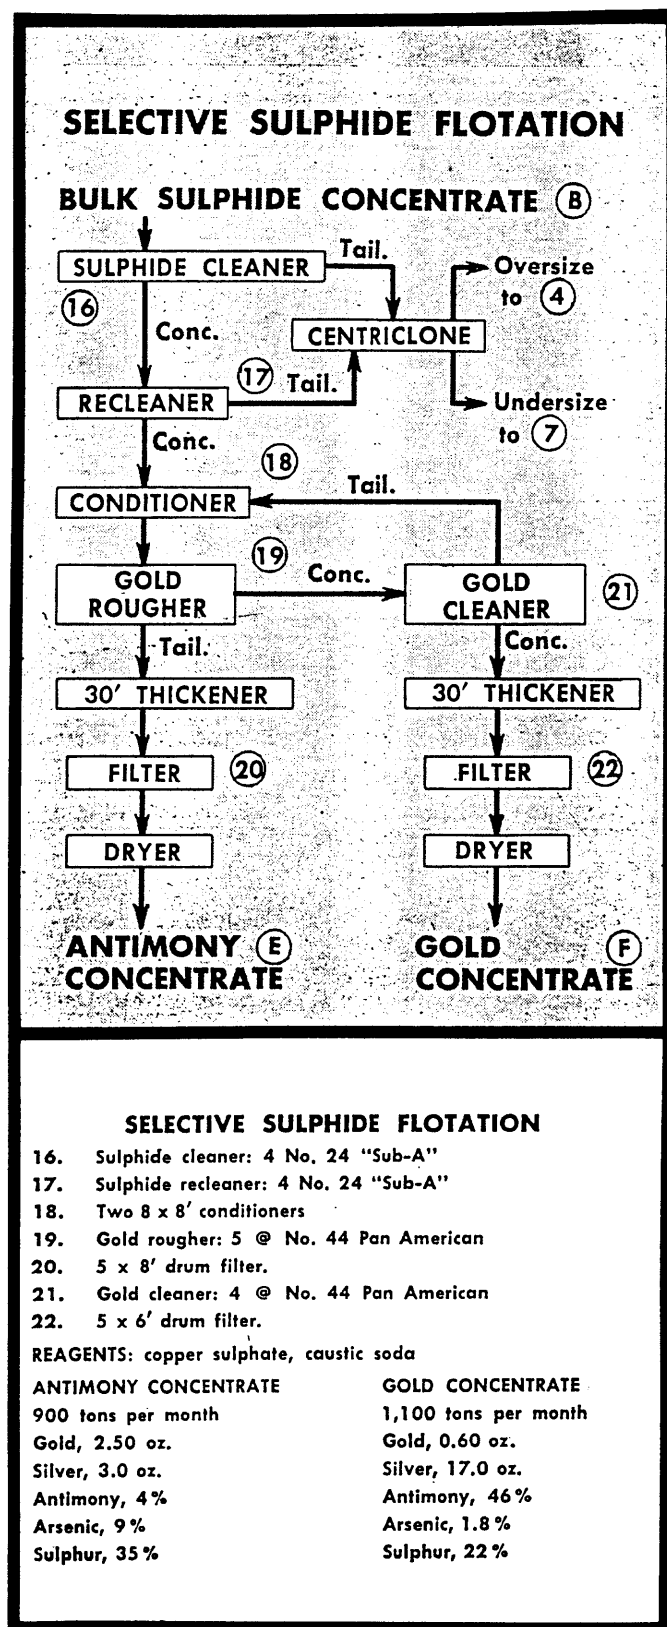 SELECTIVE SULPHIDE FLOTATION
BULK SULPHIDE CONCENTRATE B
SULPHIDE CLEANER
Tail.
Oversize
to 4
16
Conc.
CENTRICLONE
17
Tail.
RECLEANER
Undersize
to 7
Conc.
18
CONDITIONER
Tail.
19
GOLD
ROUGHER
Conc.
GOLD
CLEANER
21
Tail.
Conc.
30' THICKENER
30' THICKENER
FILTER
20
FILTER
22
DRYER
DRYER
ANTIMONY E
CONCENTRATE
GOLD F
CONCENTRATE
SELECTIVE SULPHIDE FLOTATION
16. Sulphide cleaner: 4 No. 24 "Sub-A"
17. Sulphide recleaner: 4 No. 24 "Sub-A"
18. Two 8 x 8' conditioners
19. Gold rougher: 5 @ No. 44 Pan American
20. 5 x 8' drum filter.
21. Gold cleaner: 4 @ No. 44 Pan American
22. 5 x 6' drum filter.
REAGENTS: copper sulphate, caustic soda
ANTIMONY CONCENTRATE
900 tons per month
Gold, 2.50 oz.
Silver, 3.0 oz.
Antimony, 4%
Arsenic, 9%
Sulphur, 35%
GOLD CONCENTRATE
1,100 tons per month
Gold, 0.60 oz.
Silver, 17.0 oz.
Antimony, 46%
Arsenic, 1.8%
Sulphur, 22%